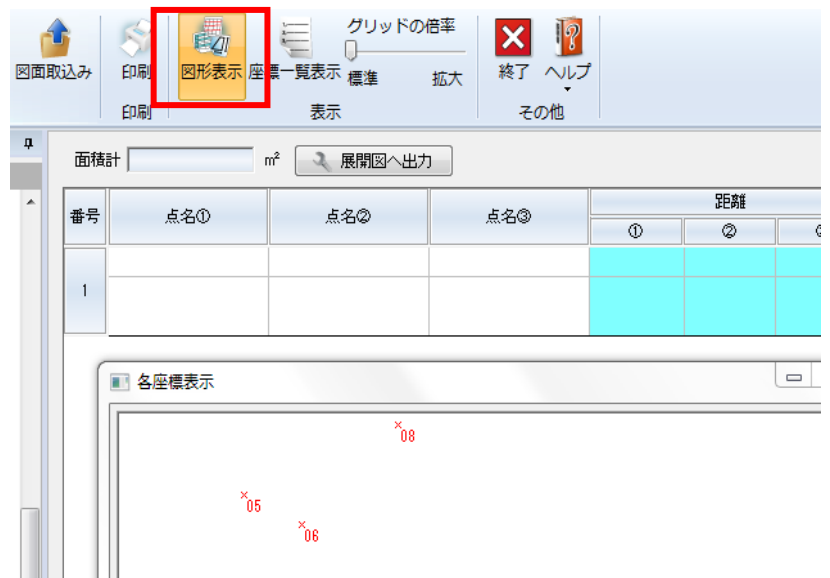 グリッドの倍率
図面取込み 印刷 図形表示 座標一覧表示 標準 拡大 終了 ヘルプ
印刷 表示 その他
面積計 m² 展開図へ出力
番号 点名① 点名② 点名③ 距離
① ②
1
各座標表示
08
05
06